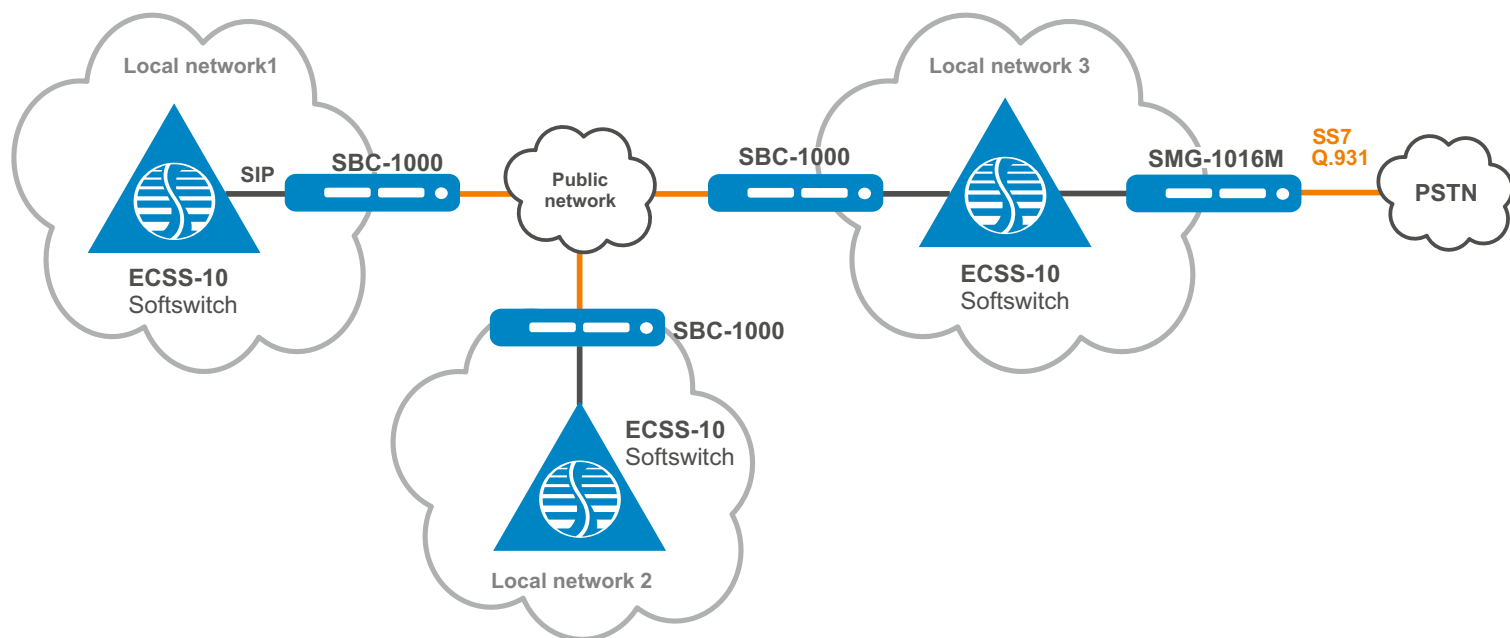 Local network1
SIP
SBC-1000
ECSS-10
Softswitch
Public
network
SBC-1000
ECSS-10
Softswitch
Local network 2
Local network 3
SBC-1000
ECSS-10
Softswitch
SMG-1016M
SS7
Q.931
PSTN